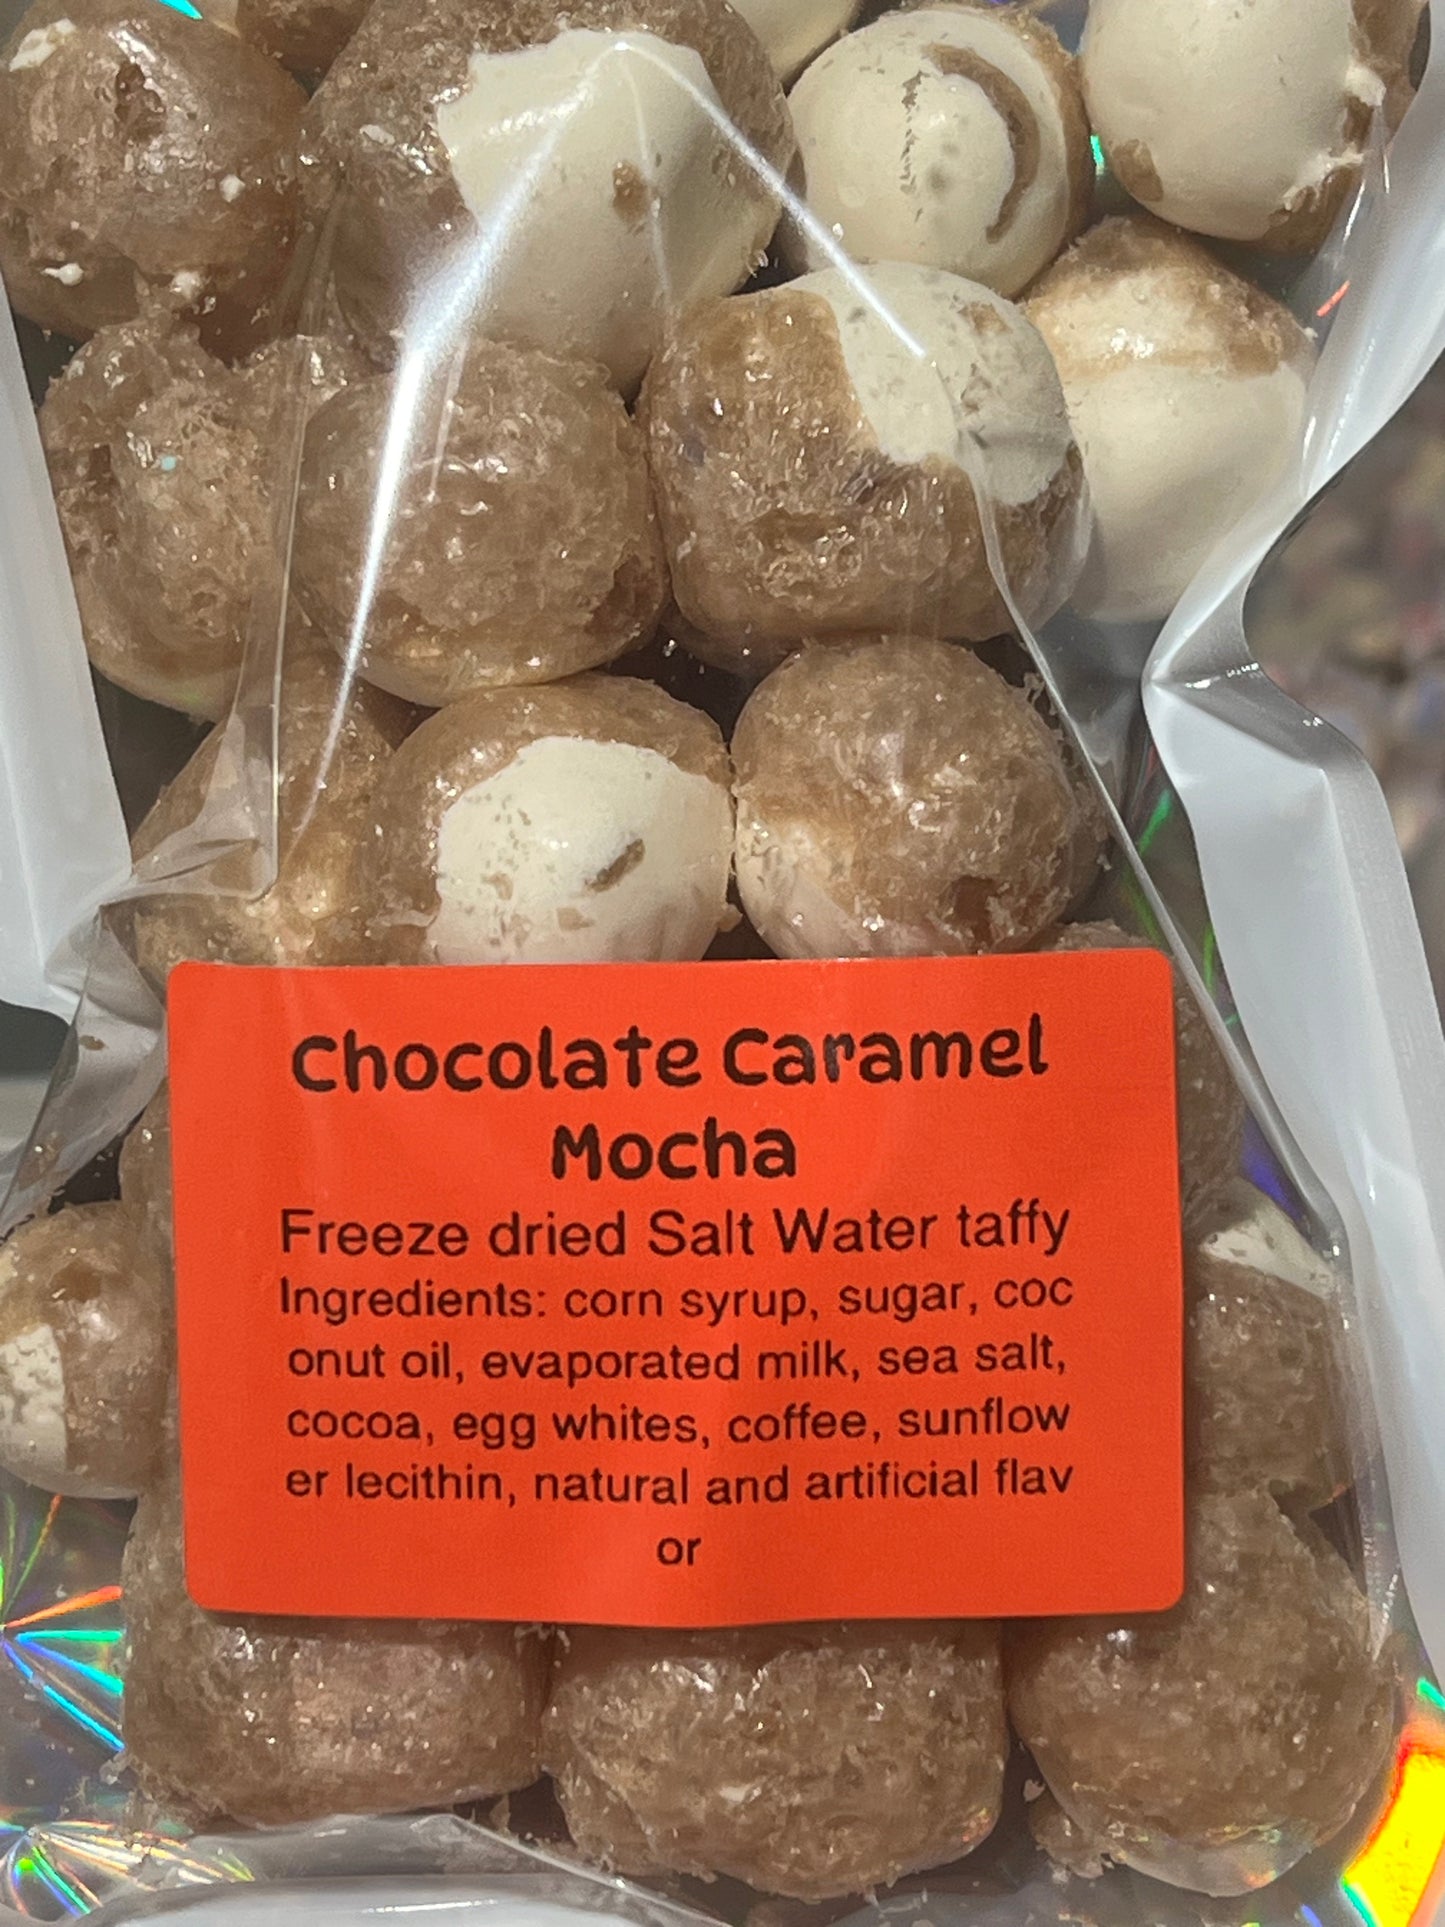 Chocolate Caramel
Mocha
Freeze dried Salt Water taffy
Ingredients: corn syrup, sugar, coc
onut oil, evaporated milk, sea salt,
cocoa, egg whites, coffee, sunflow
er lecithin, natural and artificial flav
or